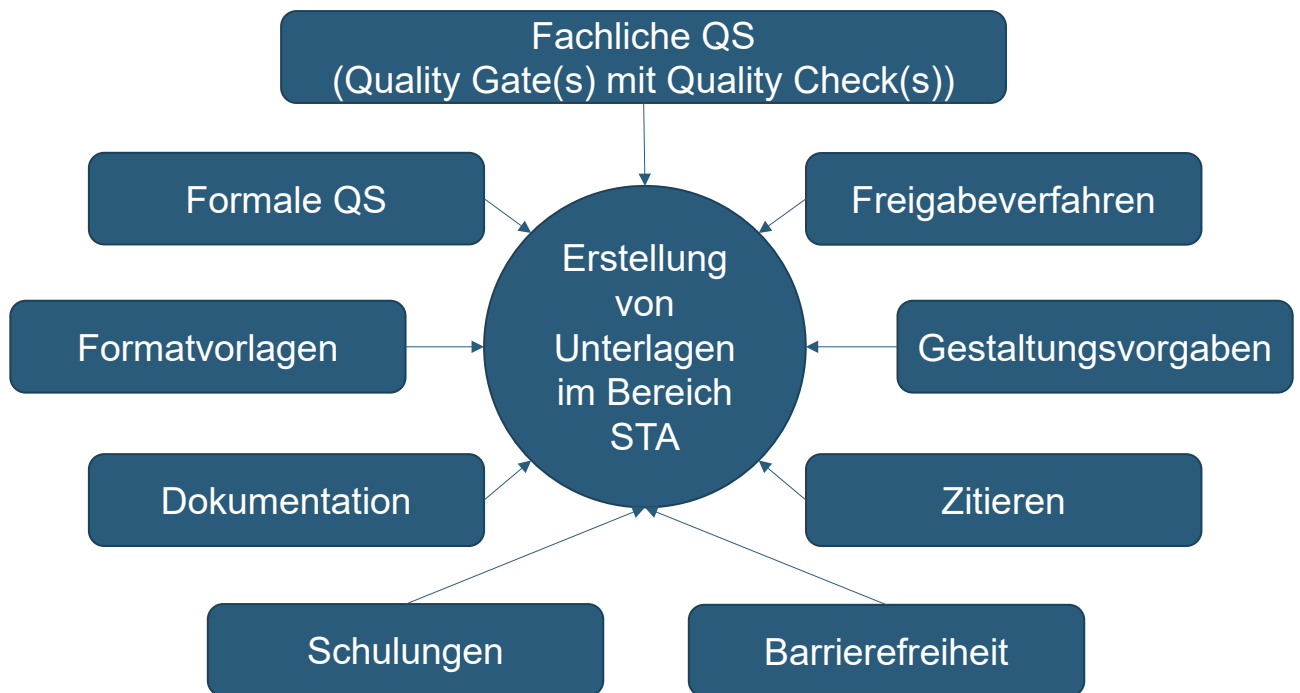 Fachliche QS
(Quality Gate(s) mit Quality Check(s))
Formale QS
Freigabeverfahren
Erstellung
von
Unterlagen
im Bereich
STA
Formatvorlagen
Gestaltungsvorgaben
Dokumentation
Zitieren
Schulungen
Barrierefreiheit